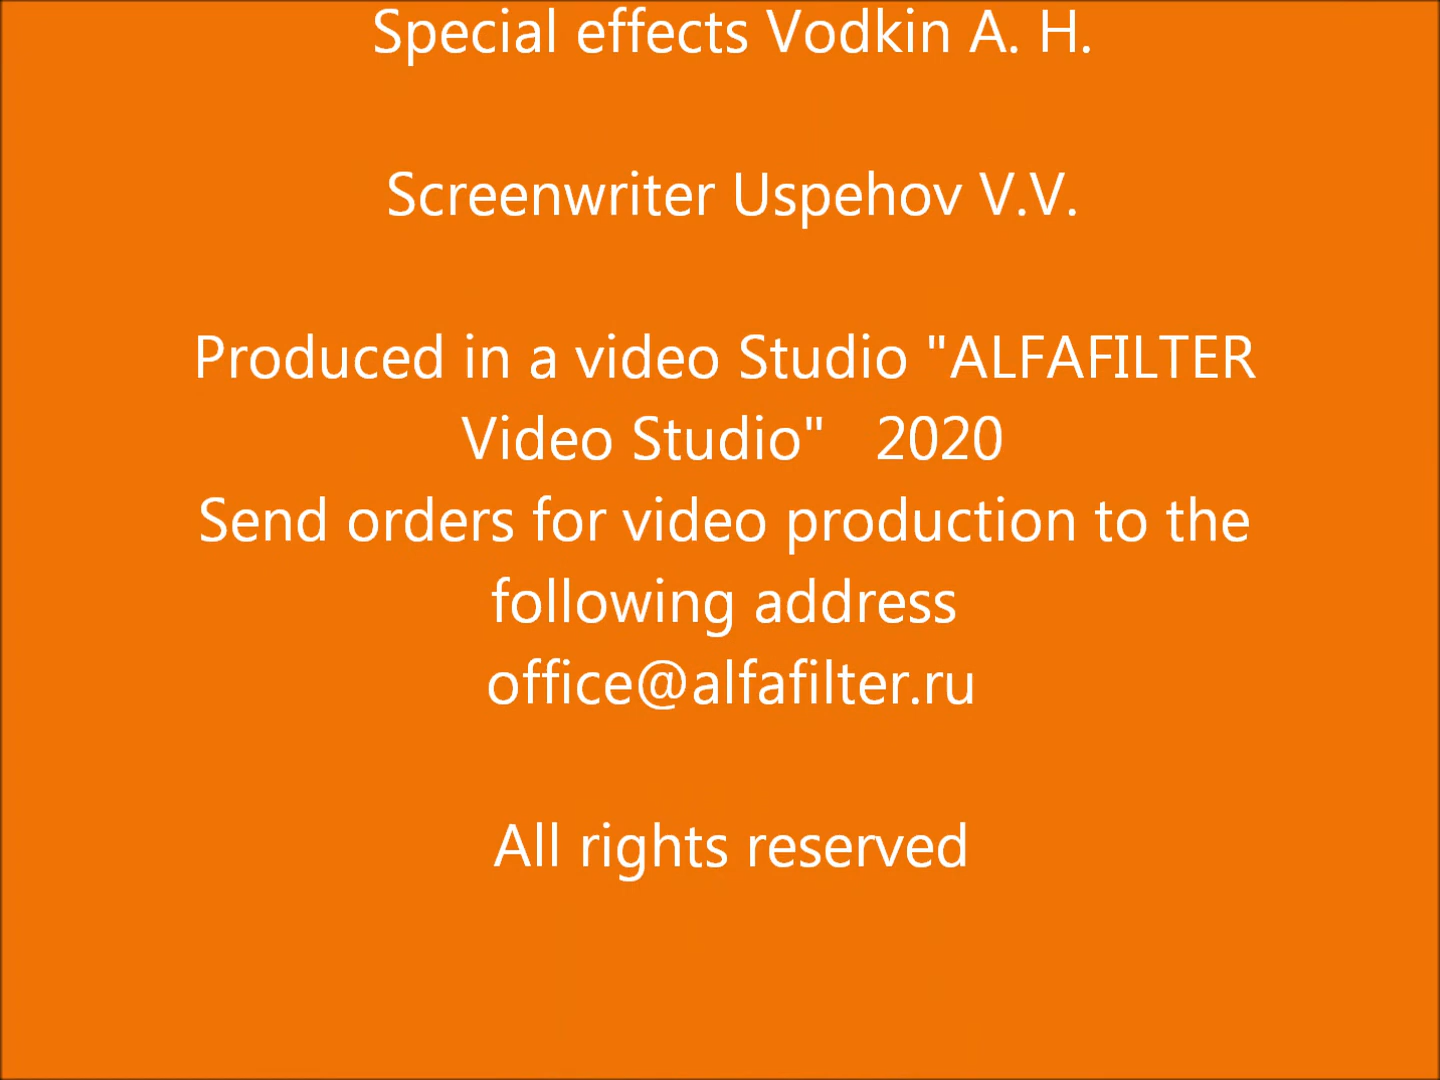 Special effects Vodkin A. H.
Screenwriter Uspehov V.V.
Produced in a video Studio "ALFAFILTER
Video Studio"   2020
Send orders for video production to the
following address
office@alfafilter.ru
All rights reserved